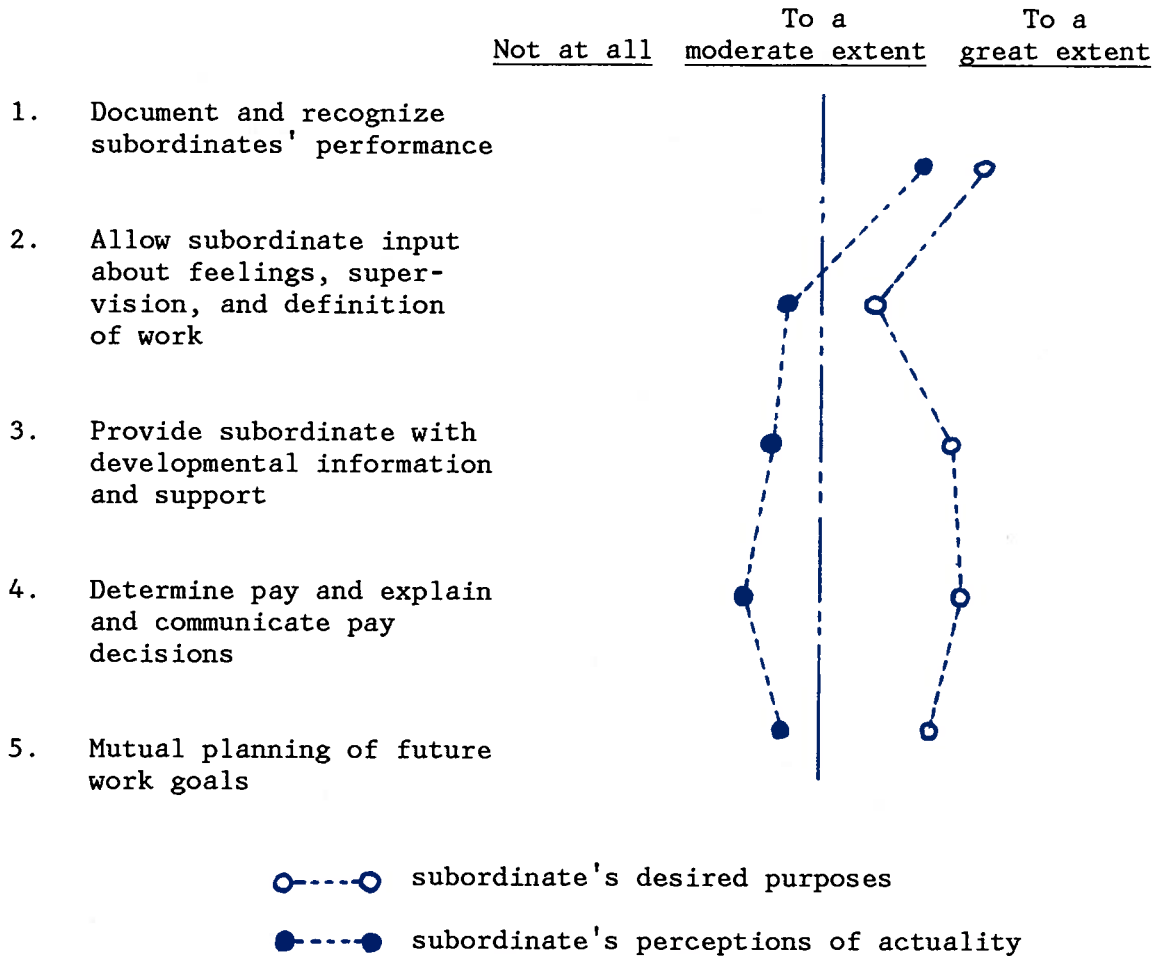 To a To a
Not at all moderate extent great extent
1. Document and recognize
subordinates' performance
2. Allow subordinate input
about feelings, super-
vision, and definition
of work
3. Provide subordinate with
developmental information
and support
4. Determine pay and explain
and communicate pay
decisions
5. Mutual planning of future
work goals
subordinate's desired purposes
subordinate's perceptions of actuality